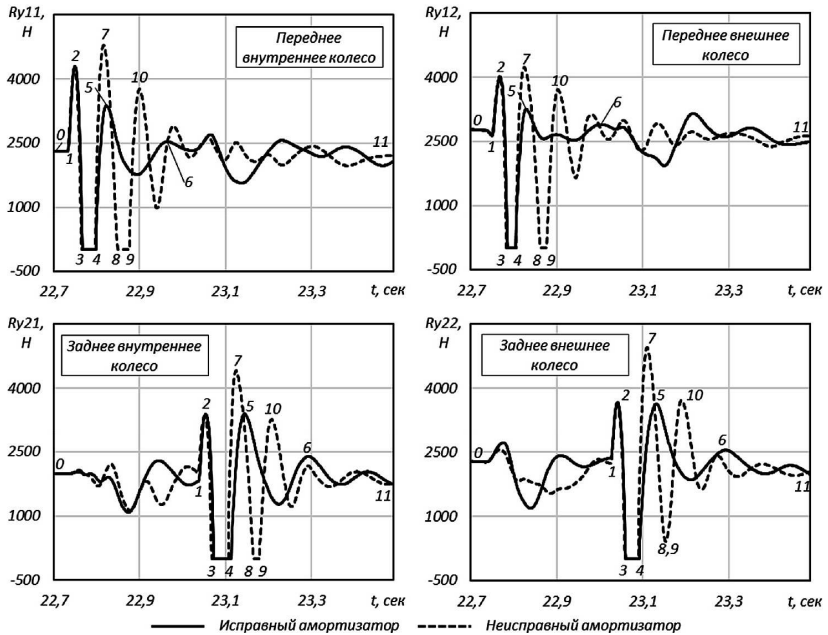 Ry11, Н
Переднее внутреннее колесо
4000
2500
1000
-500
22,7 22,9 23,1 23,3 t, сек
0 1 2 3 4 5 6 7 8 9 10 11
Ry12, Н
Переднее внешнее колесо
4000
2500
1000
-500
22,7 22,9 23,1 23,3 t, сек
0 1 2 3 4 5 6 7 8 9 10 11
Ry21, Н
Заднее внутреннее колесо
4000
2500
1000
-500
22,7 22,9 23,1 23,3 t, сек
0 1 2 3 4 5 6 7 8 9 10 11
Ry22, Н
Заднее внешнее колесо
4000
2500
1000
-500
22,7 22,9 23,1 23,3 t, сек
0 1 2 3 4 5 6 7 8,9 10 11
Исправный амортизатор
Неисправный амортизатор